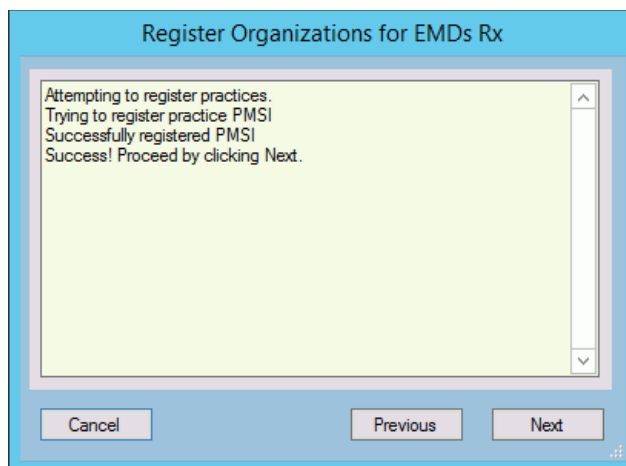 Register Organizations for EMDs Rx
Attempting to register practices.
Trying to register practice PMSI
Successfully registered PMSI
Success! Proceed by clicking Next.
Cancel
Previous
Next